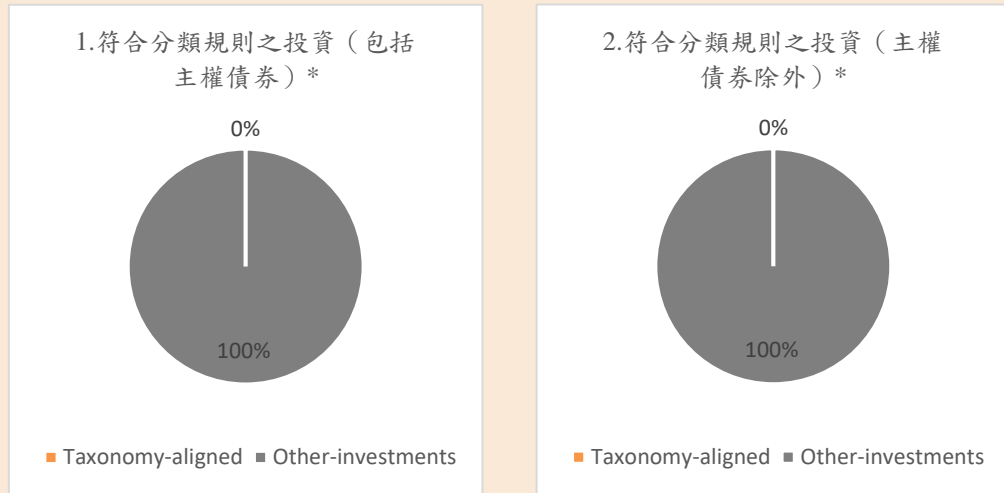 1.符合分類規則之投資（包括
主權債券）*
0%
100%
Taxonomy-aligned Other-investments
2.符合分類規則之投資（主權
債券除外）*
0%
100%
Taxonomy-aligned Other-investments